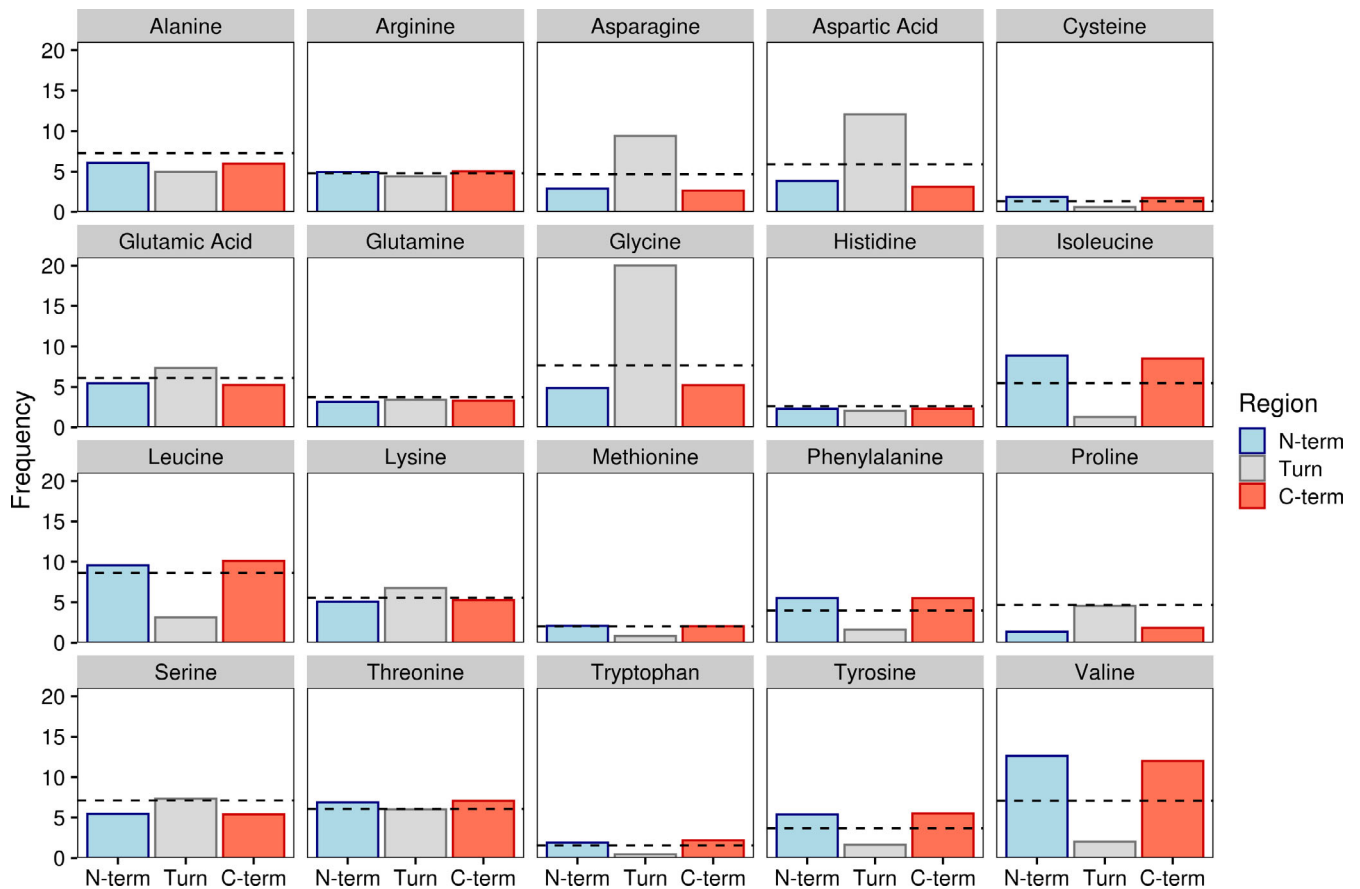 Alanine Arginine Asparagine Aspartic Acid Cysteine
20
15
10
5
0
Glutamic Acid Glutamine Glycine Histidine Isoleucine
20
15
10
5
0
Leucine Lysine Methionine Phenylalanine Proline
20
15
10
5
0
Serine Threonine Tryptophan Tyrosine Valine
20
15
10
5
0
N-term Turn C-term N-term Turn C-term N-term Turn C-term N-term Turn C-term N-term Turn C-term
Frequency
Region
N-term
Turn
C-term